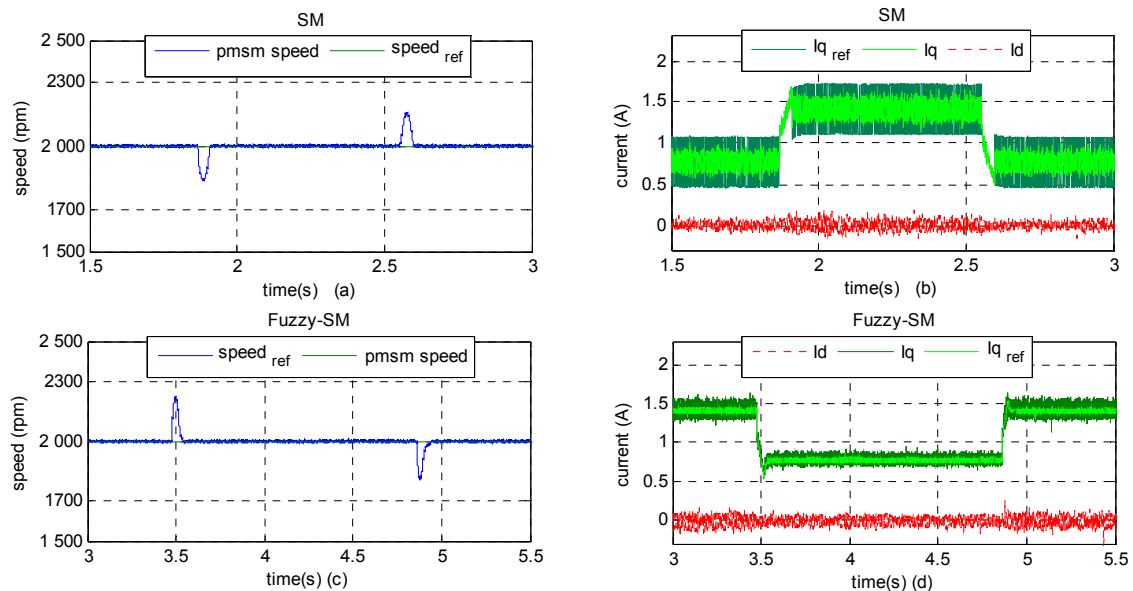 SM
pmsm speed speed ref
2 500
2300
2 000
1700
1 500
speed (rpm)
1.5 2 2.5 3
time(s) (a)
SM
Iq ref Iq Id
2
1.5
1
0.5
0
current (A)
1.5 2 2.5 3
time(s) (b)
Fuzzy-SM
speed ref pmsm speed
2 500
2300
2 000
1700
1 500
speed (rpm)
3 3.5 4 4.5 5 5.5
time(s) (c)
Fuzzy-SM
Id Iq Iq ref
2
1.5
1
0.5
0
current (A)
3 3.5 4 4.5 5 5.5
time(s) (d)